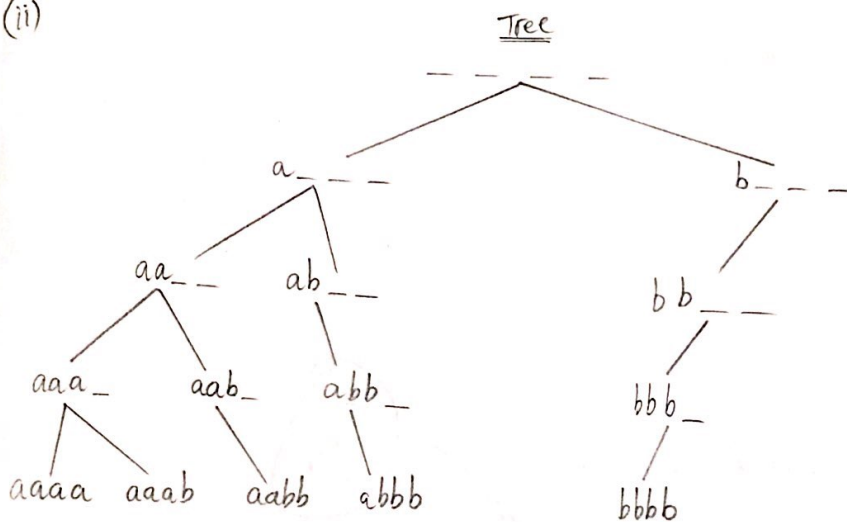 (ii)
Tree
_ _ _ _
a_ _ _
b_ _ _
aa_ _
ab_ _
bb_ _
aaa_
aab_
abb_
bbb_
aaaa aaab aabb abbb bbbb